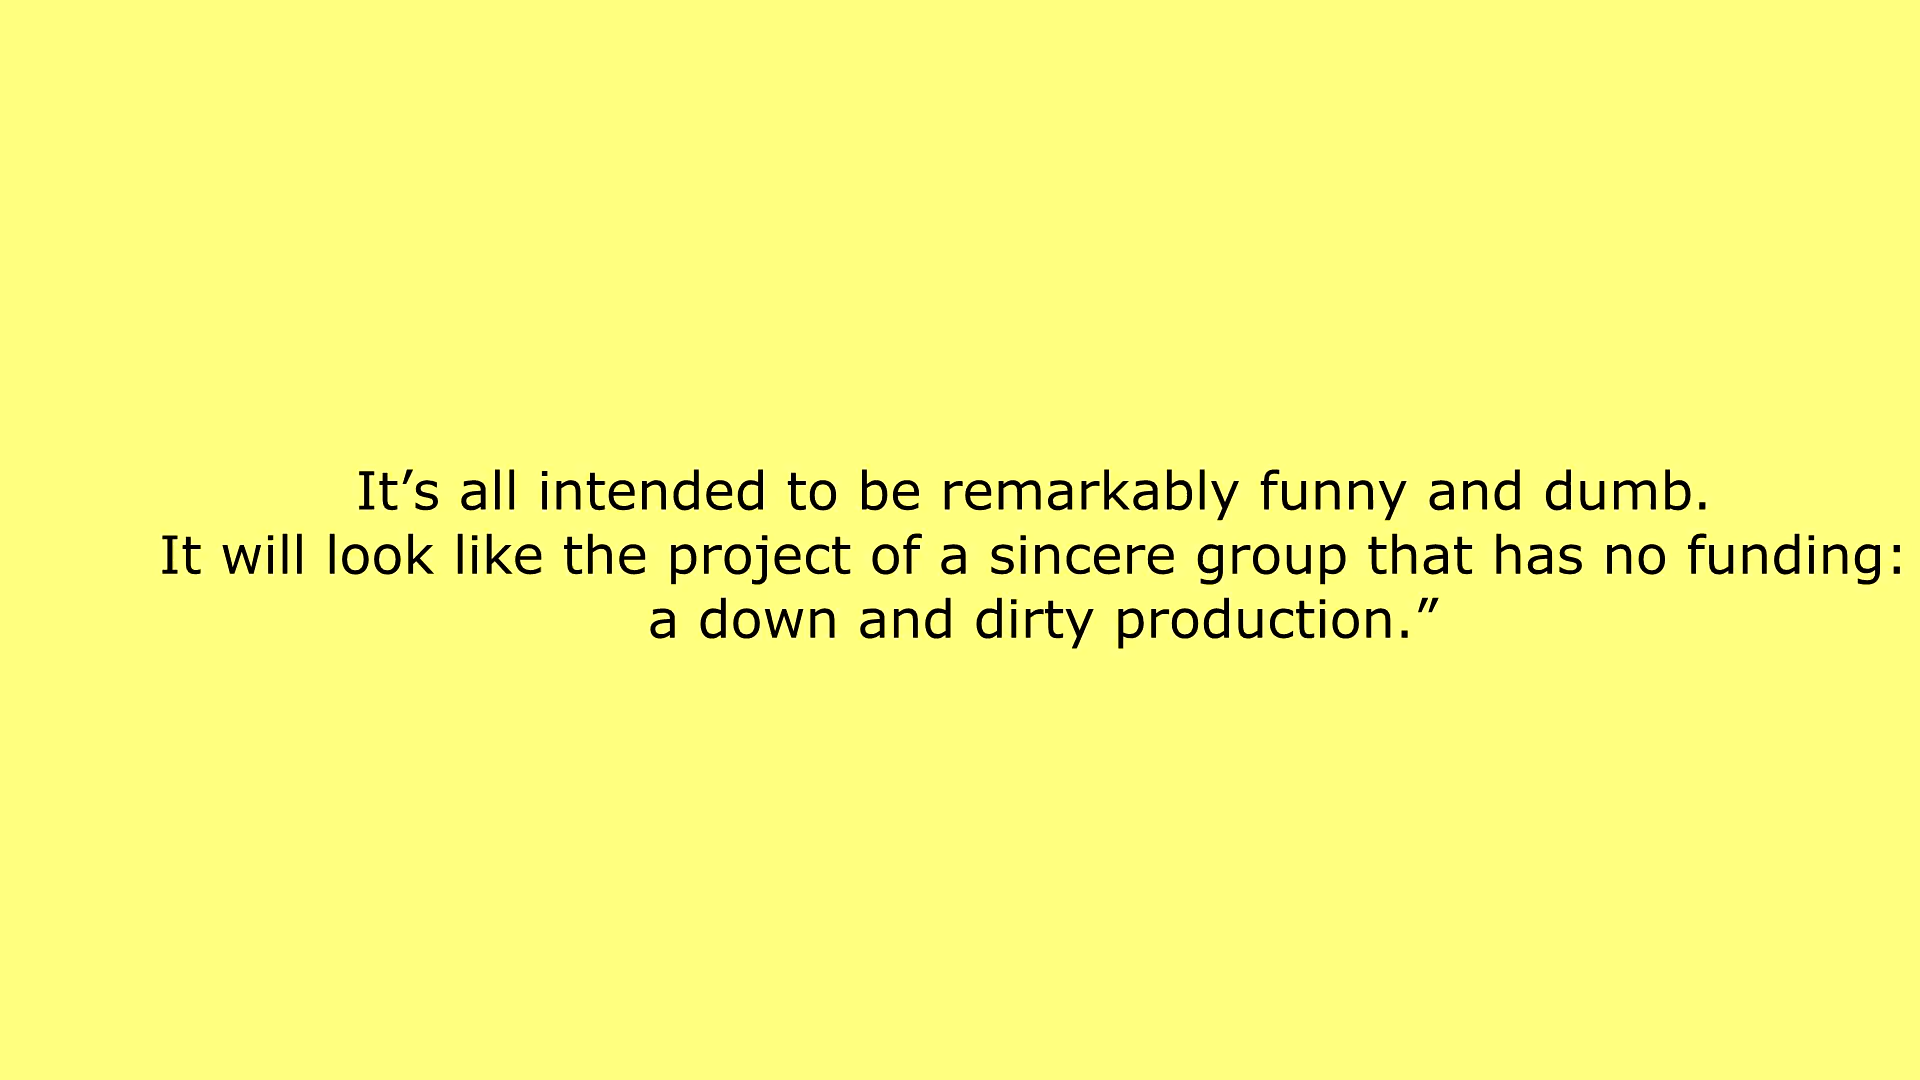 It’s all intended to be remarkably funny and dumb.
It will look like the project of a sincere group that has no funding:
a down and dirty production.”